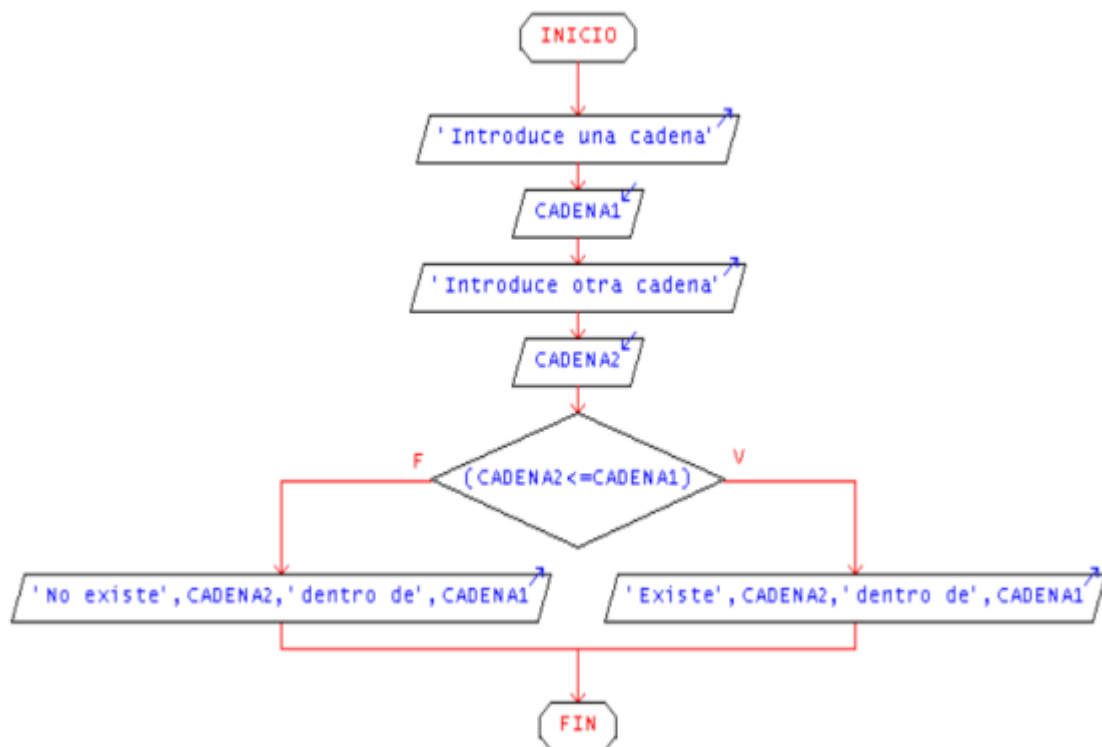 INICIO
'Introduce una cadena'
CADENA1
'Introduce otra cadena'
CADENA2
F
V
(CADENA2<=CADENA1)
'No existe',CADENA2,'dentro de',CADENA1
'Existe',CADENA2,'dentro de',CADENA1
FIN